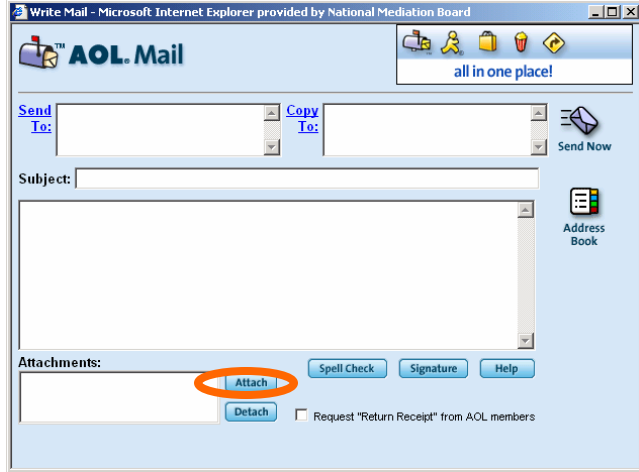 Write Mail - Microsoft Internet Explorer provided by National Mediation Board
AOL. Mail
TM
all in one place!
Send To:
Copy To:
Send Now
Subject:
Address
Book
Attachments:
Attach
Spell Check
Signature
Help
Detach
Request "Return Receipt" from AOL members